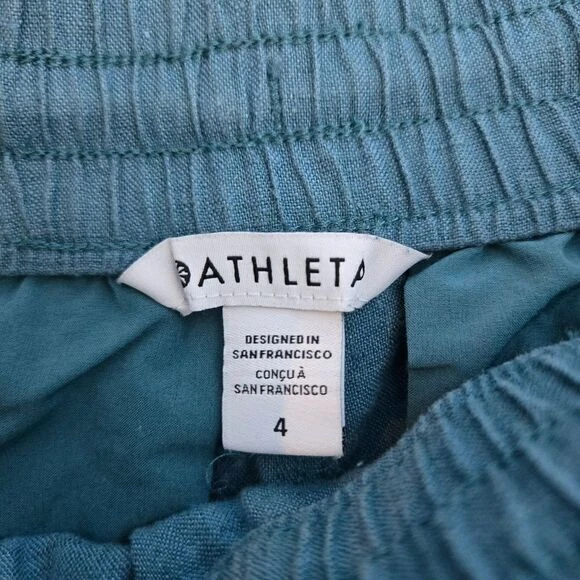 ATHLETA
DESIGNED IN
SAN FRANCISCO
CONÇU À
SAN FRANCISCO
4